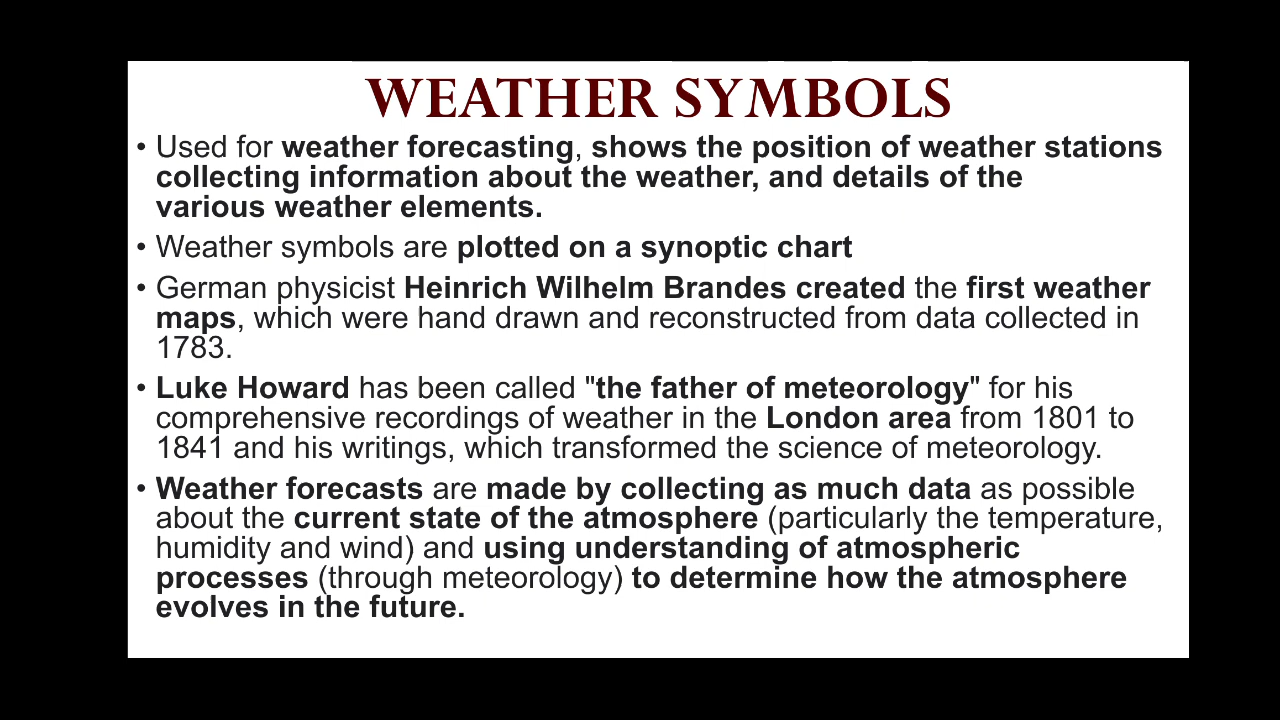 WEATHER SYMBOLS
• Used for weather forecasting, shows the position of weather stations
collecting information about the weather, and details of the
various weather elements.
• Weather symbols are plotted on a synoptic chart
• German physicist Heinrich Wilhelm Brandes created the first weather
maps, which were hand drawn and reconstructed from data collected in
1783.
• Luke Howard has been called "the father of meteorology" for his
comprehensive recordings of weather in the London area from 1801 to
1841 and his writings, which transformed the science of meteorology.
• Weather forecasts are made by collecting as much data as possible
about the current state of the atmosphere (particularly the temperature,
humidity and wind) and using understanding of atmospheric
processes (through meteorology) to determine how the atmosphere
evolves in the future.